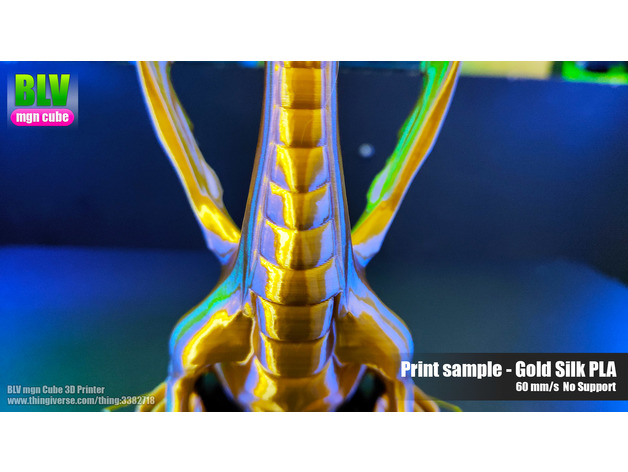 BLV
mgn cube
Print sample - Gold Silk PLA
60 mm/s No Support
BLV mgn Cube 3D Printer
www.thingiverse.com/thing:3382718